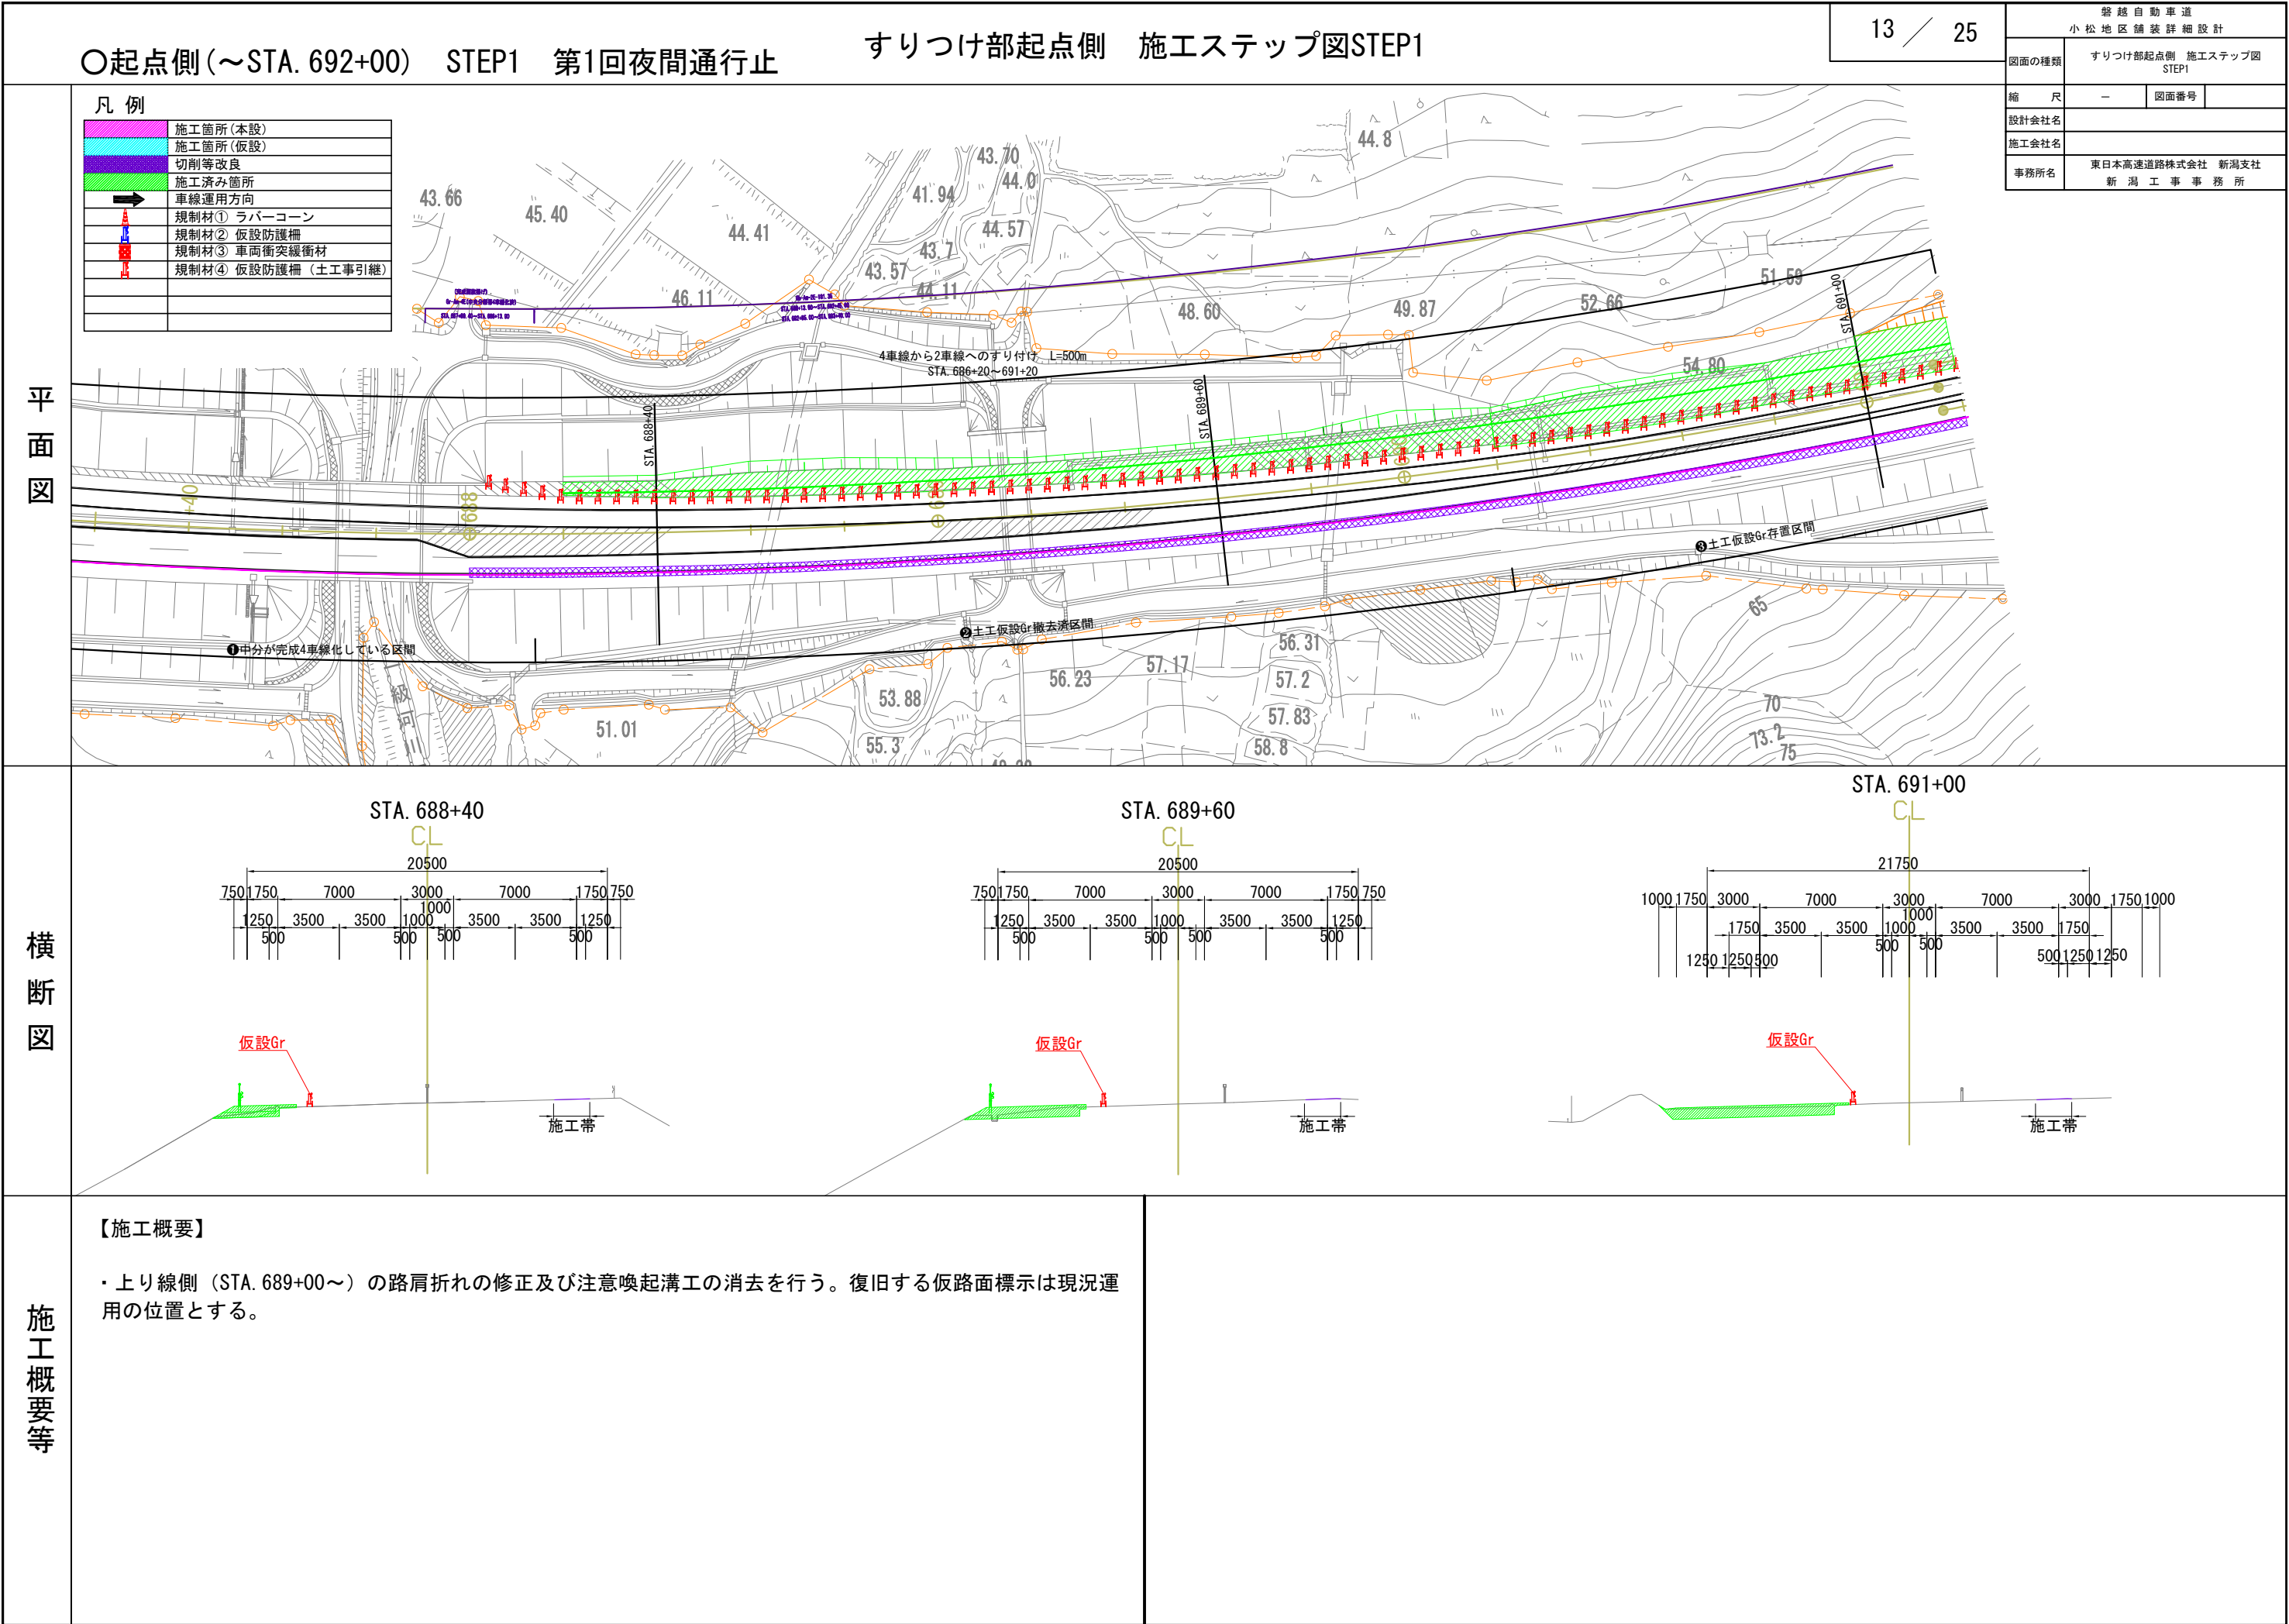 〇起点側(～STA. 692+00)　STEP1　第1回夜間通行止
すりつけ部起点側　施工ステップ図STEP1
13 ／ 25
磐越自動車道
小松地区舗装詳細設計
図面の種類
すりつけ部起点側　施工ステップ図
STEP1
縮　尺
－
図面番号
設計会社名
施工会社名
事務所名
東日本高速道路株式会社　新潟支社
新潟工事事務所
平面図
凡 例
施工箇所(本設)
施工箇所(仮設)
切削等改良
施工済み箇所
車線運用方向
規制材① ラバーコーン
規制材② 仮設防護柵
規制材③ 車両衝突緩衝材
規制材④ 仮設防護柵（土工事引継）
43.66
45.40
44.41
46.11
41.94
43.70
44.0
44.57
43.7
43.57
44.11
44.8
48.60
49.87
52.66
51.59
54.80
4車線から2車線へのすり付け　L=500m
STA. 686+20～691+20
STA. 688+40
STA. 689+60
STA. 691+00
+40
688
❶中分が完成4車線化している区間
❷土工仮設Gr撤去済区間
❸土工仮設Gr存置区間
一級河川
51.01
53.88
55.3
56.23
57.17
56.31
57.2
57.83
58.8
65
70
73.2
75
横断図
STA. 688+40
CL
20500
750 1750 7000 3000 7000 1750 750
1000
1250 3500 3500 1000 3500 3500 1250
500 500 500 500
仮設Gr
施工帯
STA. 689+60
CL
20500
750 1750 7000 3000 7000 1750 750
1250 3500 3500 1000 3500 3500 1250
500 500 500 500
仮設Gr
施工帯
STA. 691+00
CL
21750
1000 1750 3000 7000 3000 7000 3000 1750 1000
1000
1750 3500 3500 1000 3500 3500 1750
500 500
1250 1250 500 500 1250 1250
仮設Gr
施工帯
施工概要等
【施工概要】
・上り線側（STA. 689+00～）の路肩折れの修正及び注意喚起溝工の消去を行う。復旧する仮路面標示は現況運
用の位置とする。